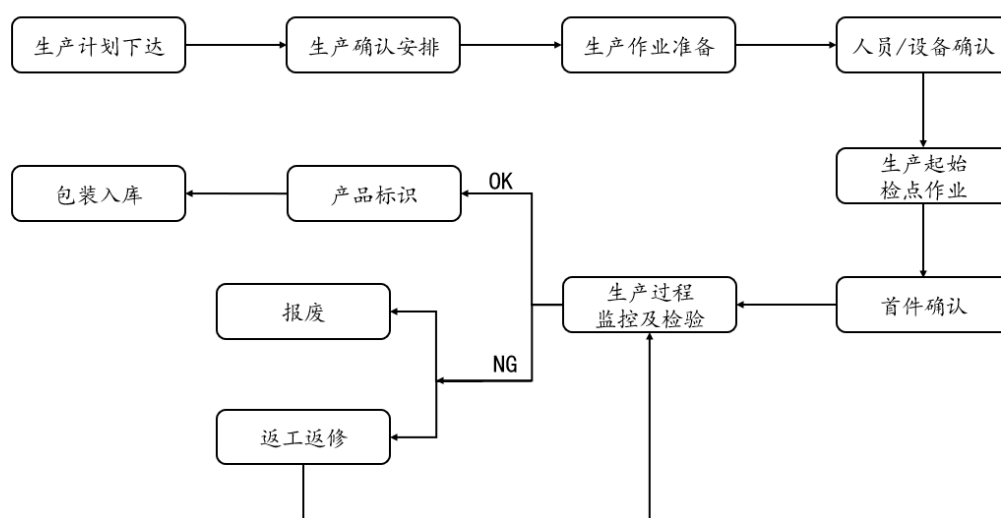 生产计划下达
生产确认安排
生产作业准备
人员/设备确认
生产起始
检点作业
包装入库
产品标识
OK
报废
生产过程
监控及检验
首件确认
NG
返工返修